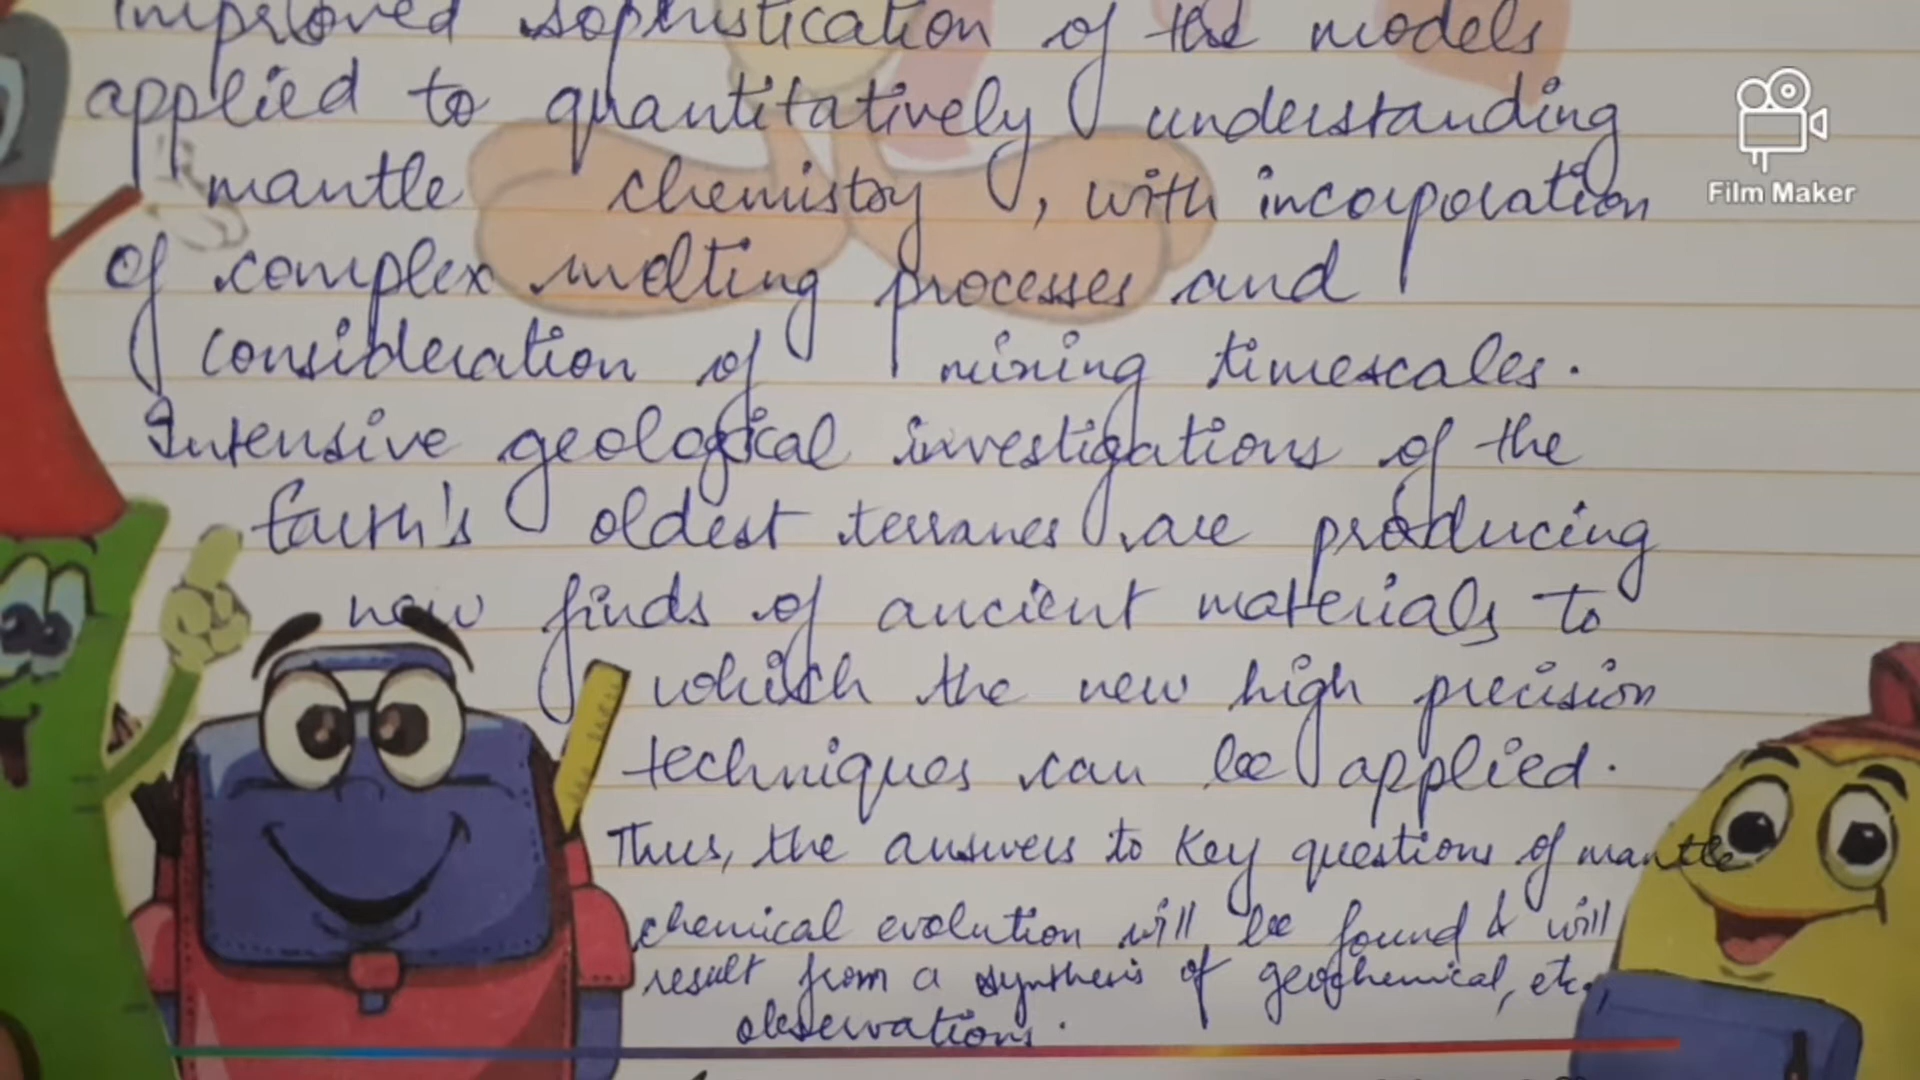 Improved sophistication of the models
applied to quantitatively understanding
mantle chemistry, with incorporation
of complex melting processes and
consideration of mixing timescales.
Intensive geological investigations of the
Earth's oldest terranes are producing
new finds of ancient materials to
which the new high precision
techniques can be applied.
Thus, the answers to key questions of mantle
chemical evolution will be found & will
result from a synthesis of geochemical, etc.,
observations.
Film Maker